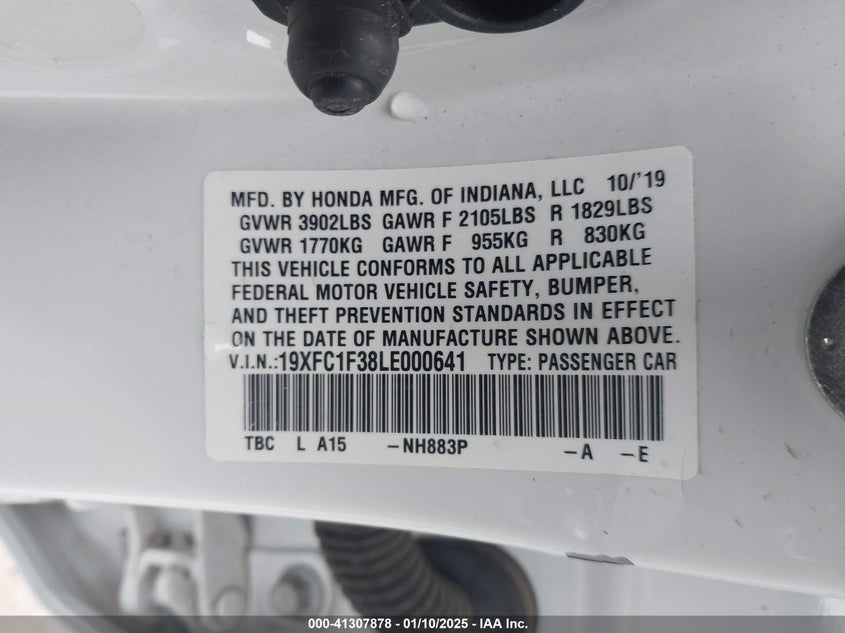 MFD. BY HONDA MFG. OF INDIANA, LLC 10/'19
GVWR 3902LBS GAWR F 2105LBS R 1829LBS
GVWR 1770KG GAWR F 955KG R 830KG
THIS VEHICLE CONFORMS TO ALL APPLICABLE
FEDERAL MOTOR VEHICLE SAFETY, BUMPER,
AND THEFT PREVENTION STANDARDS IN EFFECT
ON THE DATE OF MANUFACTURE SHOWN ABOVE.
V.I.N.:19XFC1F38LE000641 TYPE: PASSENGER CAR
TBC L A15 -NH883P -A -E
000-41307878 - 01/10/2025 - IAA Inc.